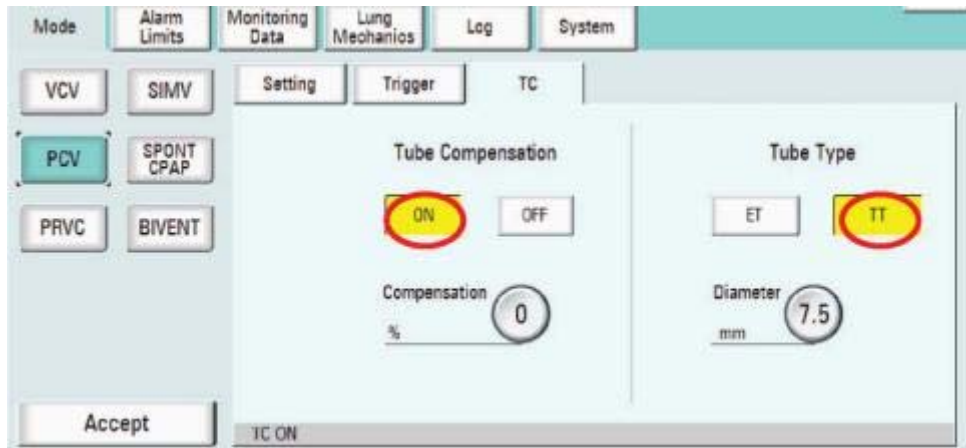 Mode
Alarm
Limits
Monitoring
Data
Lung
Mechanics
Log
System
VCV
SIMV
PCV
SPONT
CPAP
PRVC
BIVENT
Accept
Setting
Trigger
TC
Tube Compensation
ON
OFF
Compensation
0
%
Tube Type
ET
TT
Diameter
7.5
mm
TC ON